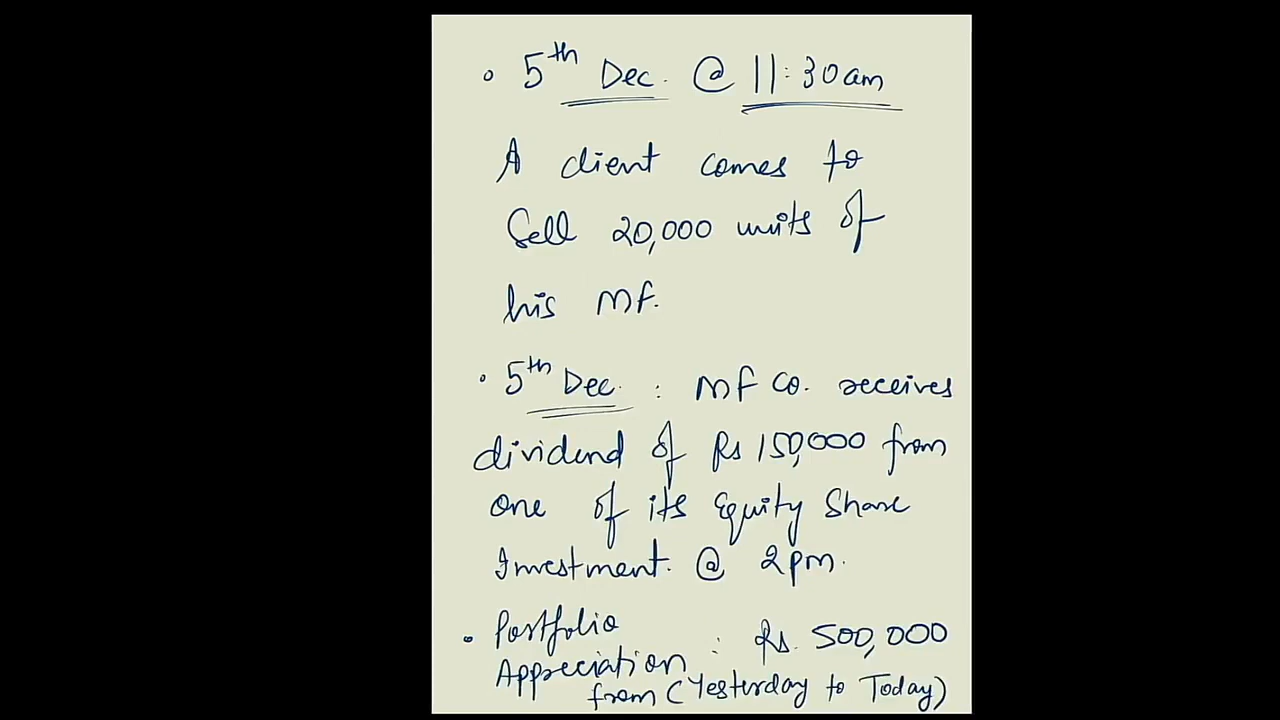 • 5th Dec. @ 11:30am
A client comes to
Sell 20,000 units of
his MF.
• 5th Dec. : MF Co. receives
dividend of Rs 150,000 from
one of its Equity Share
Investment. @ 2pm.
• Portfolio
Appreciation : Rs. 500,000
from (Yesterday to Today)